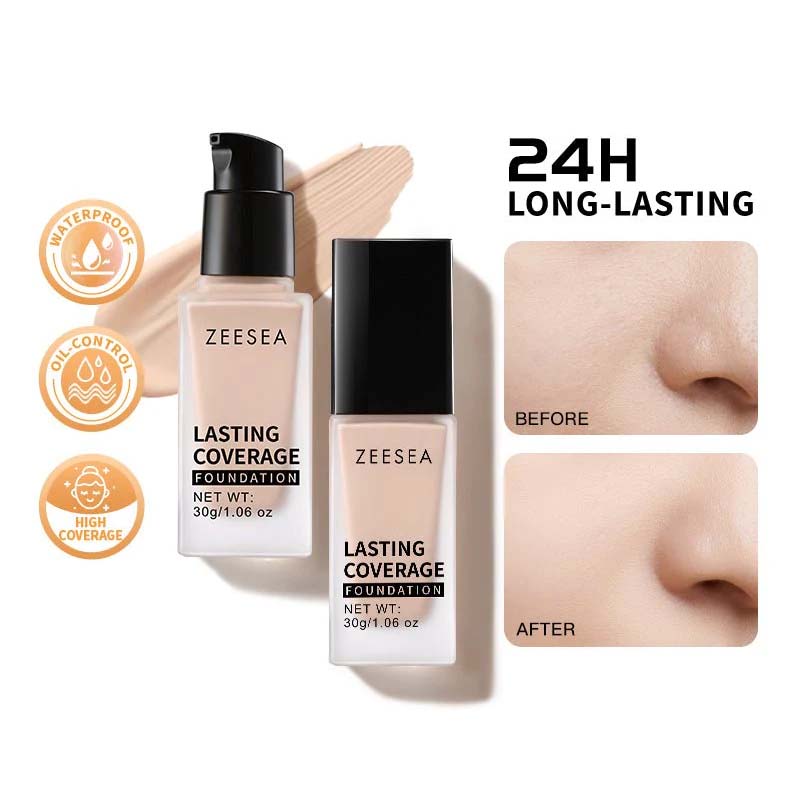 24H
LONG-LASTING
WATERPROOF
OIL-CONTROL
HIGH
COVERAGE
ZEESEA
LASTING
COVERAGE
FOUNDATION
NET WT:
30g/1.06 oz
ZEESEA
LASTING
COVERAGE
FOUNDATION
NET WT:
30g/1.06 oz
BEFORE
AFTER